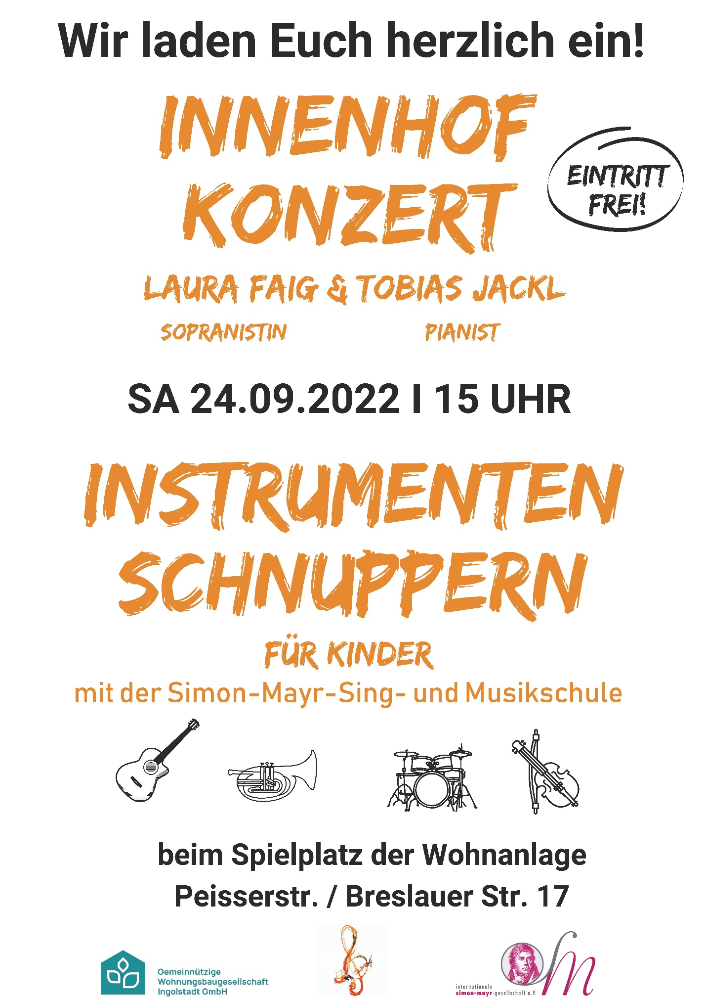 Wir laden Euch herzlich ein!
INNENHOF
KONZERT
EINTRITT
FREI!
LAURA FAIG & TOBIAS JACKL
SOPRANISTIN PIANIST
SA 24.09.2022 I 15 UHR
INSTRUMENTEN
SCHNUPPERN
FÜR KINDER
mit der Simon-Mayr-Sing- und Musikschule
beim Spielplatz der Wohnanlage
Peisserstr. / Breslauer Str. 17
Gemeinnützige
Wohnungsbaugesellschaft
Ingolstadt GmbH
SM
internationale
simon-mayr-gesellschaft e.V.